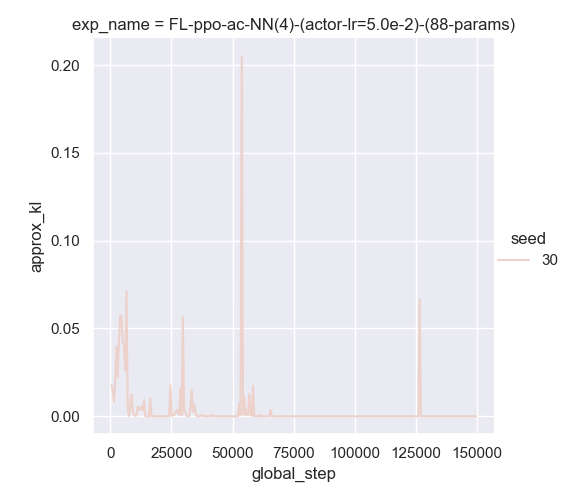 exp_name = FL-ppo-ac-NN(4)-(actor-lr=5.0e-2)-(88-params)
0.20
0.15
0.10
0.05
0.00
approx_kl
0 25000 50000 75000 100000 125000 150000
global_step
seed
30